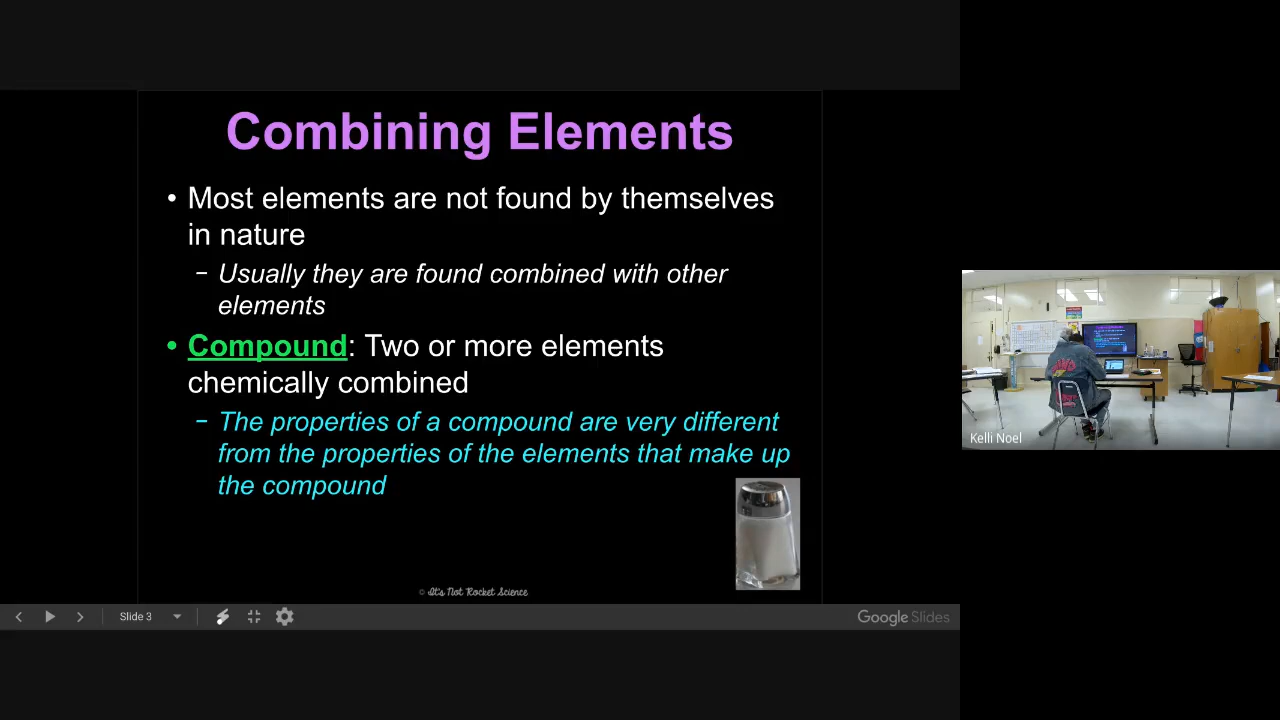 Combining Elements
• Most elements are not found by themselves
in nature
– Usually they are found combined with other
elements
• Compound: Two or more elements
chemically combined
– The properties of a compound are very different
from the properties of the elements that make up
the compound
© It's Not Rocket Science
Slide 3
Google Slides
Kelli Noel